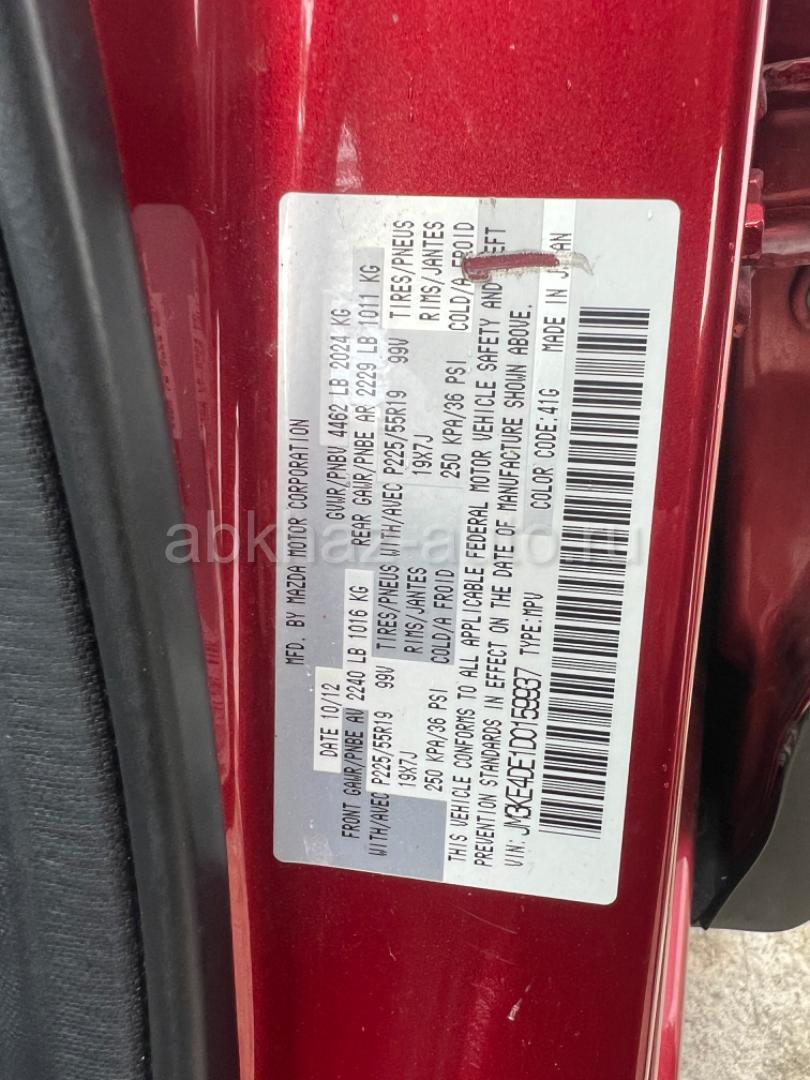 MFD. BY MAZDA MOTOR CORPORATION
DATE 10/12 GVWR/PNBV 4462 LB 2024 KG
FRONT GAWR/PNBE AV 2240 LB 1016 KG REAR GAWR/PNBE AR 2229 LB 1011 KG
WITH/AVEC P225/55R19 99V TIRES/PNEUS WITH/AVEC P225/55R19 99V TIRES/PNEUS
19X7J RIMS/JANTES 19X7J RIMS/JANTES
250 KPA/36 PSI COLD/A FROID 250 KPA/36 PSI COLD/A FROID
THIS VEHICLE CONFORMS TO ALL APPLICABLE FEDERAL MOTOR VEHICLE SAFETY AND THEFT
PREVENTION STANDARDS IN EFFECT ON THE DATE OF MANUFACTURE SHOWN ABOVE.
VIN: JM3KE4DE1D0159937 TYPE:MPV COLOR CODE:41G MADE IN JAPAN
abkhaz-auto.ru